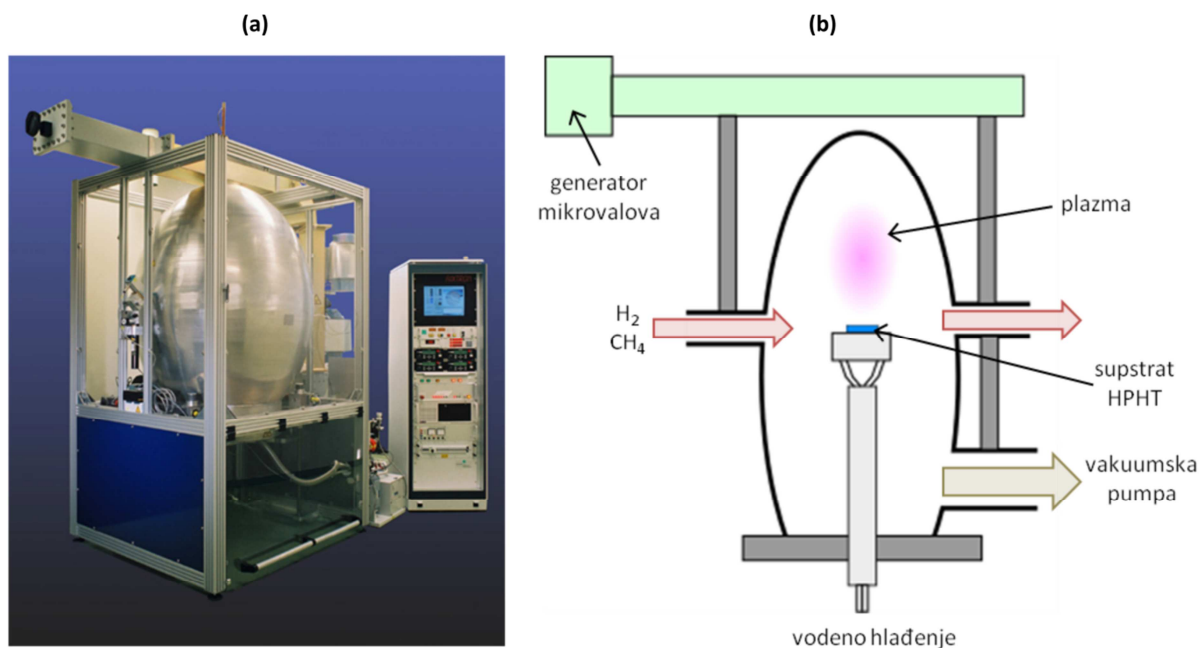 (a)
(b)
generator
mikrovalova
plazma
H2
CH4
supstrat
HPHT
vakuumska
pumpa
vodeno hlađenje